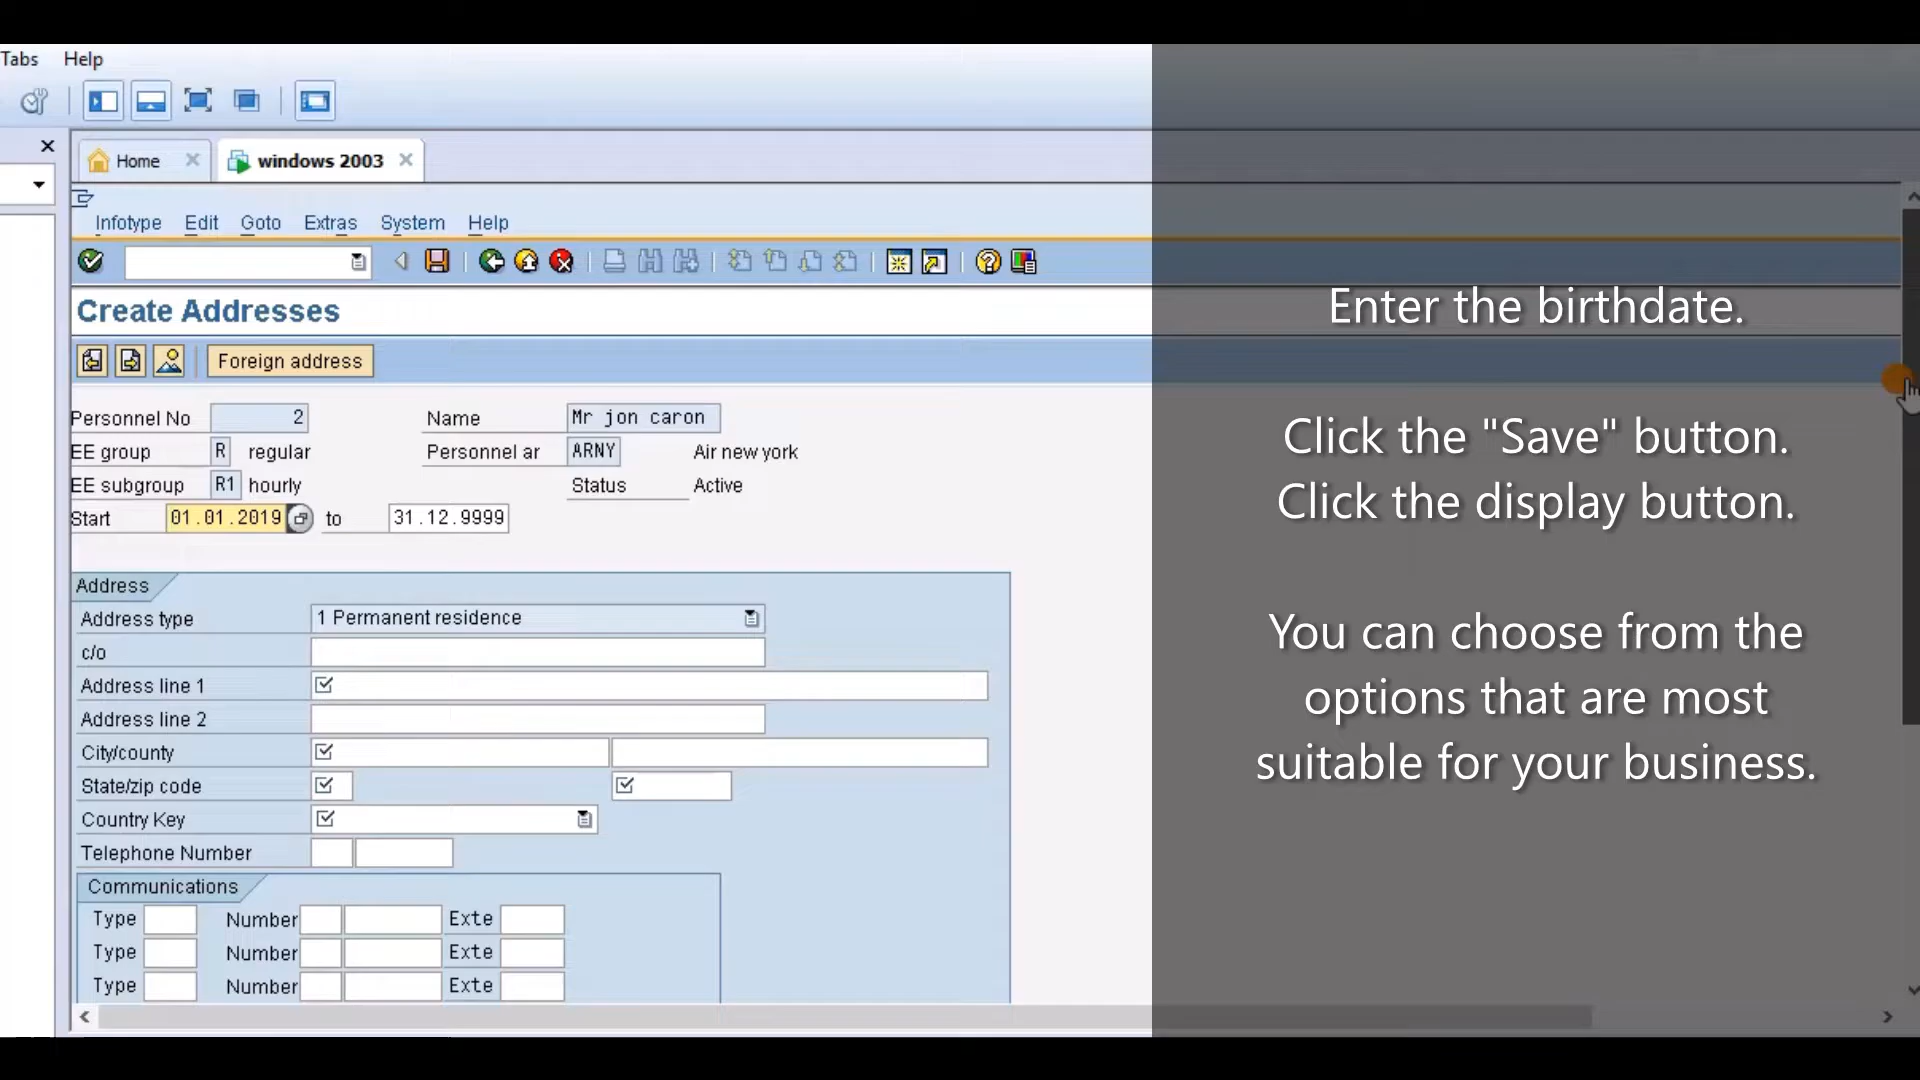 Tabs Help
Home windows 2003
Infotype Edit Goto Extras System Help
Create Addresses
Foreign address
Personnel No 2 Name Mr jon caron
EE group R regular Personnel ar ARNY Air new york
EE subgroup R1 hourly Status Active
Start 01.01.2019 to 31.12.9999
Address
Address type 1 Permanent residence
c/o
Address line 1
Address line 2
City/county
State/zip code
Country Key
Telephone Number
Communications
Type Number Exte
Type Number Exte
Type Number Exte
Enter the birthdate.
Click the "Save" button.
Click the display button.
You can choose from the
options that are most
suitable for your business.